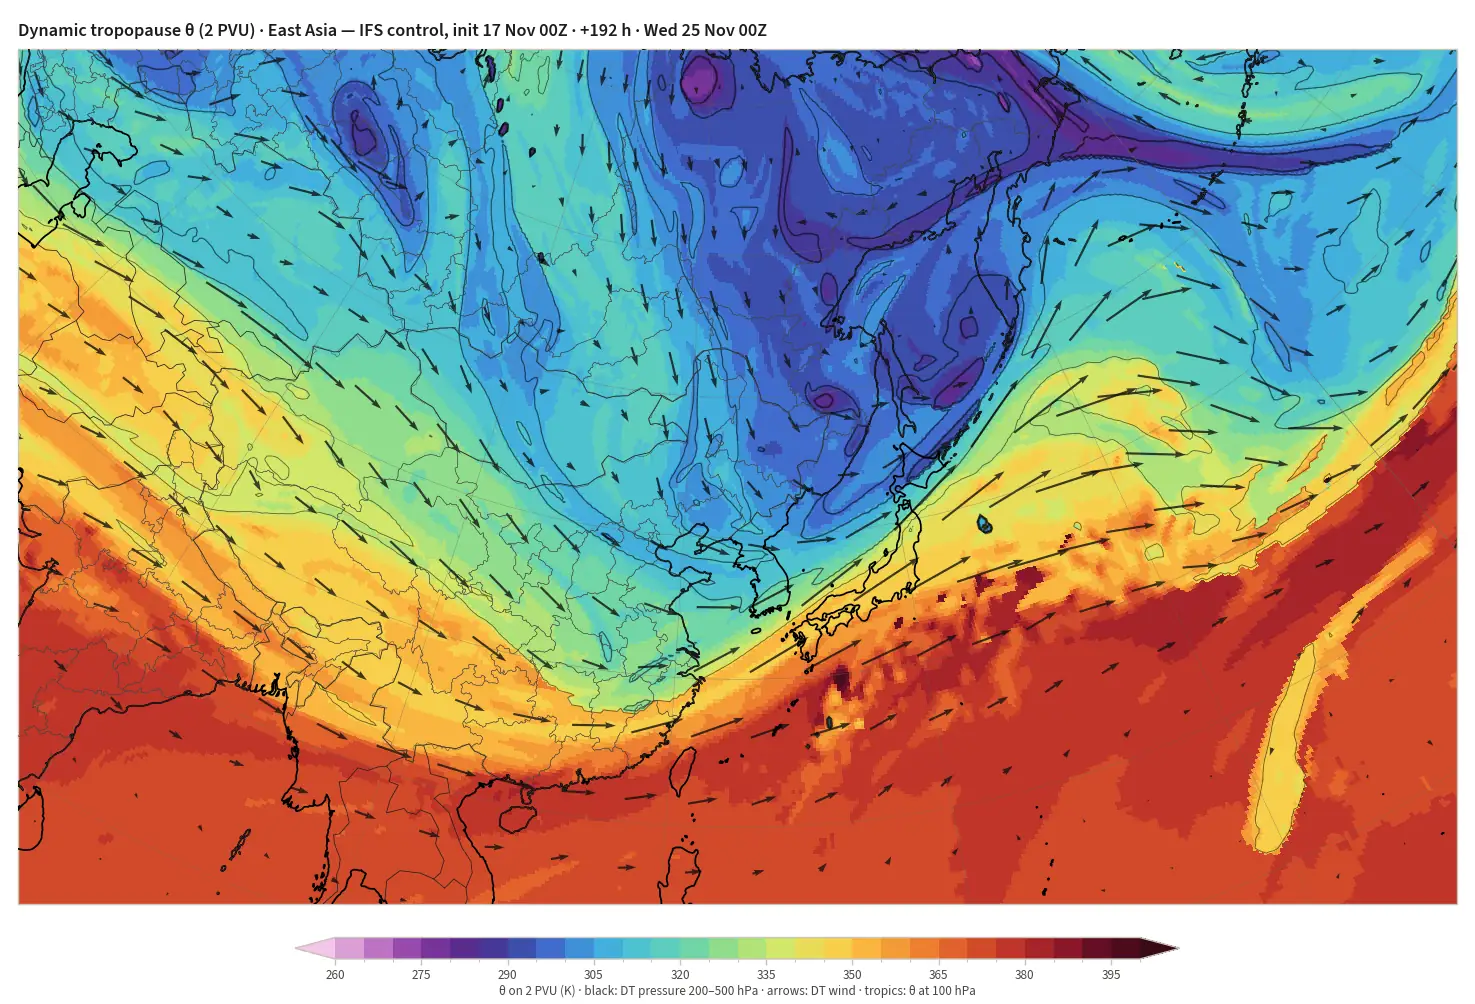 Dynamic tropopause θ (2 PVU) · East Asia — IFS control, init 17 Nov 00Z · +192 h · Wed 25 Nov 00Z
260 275 290 305 320 335 350 365 380 395
θ on 2 PVU (K) · black: DT pressure 200–500 hPa · arrows: DT wind · tropics: θ at 100 hPa